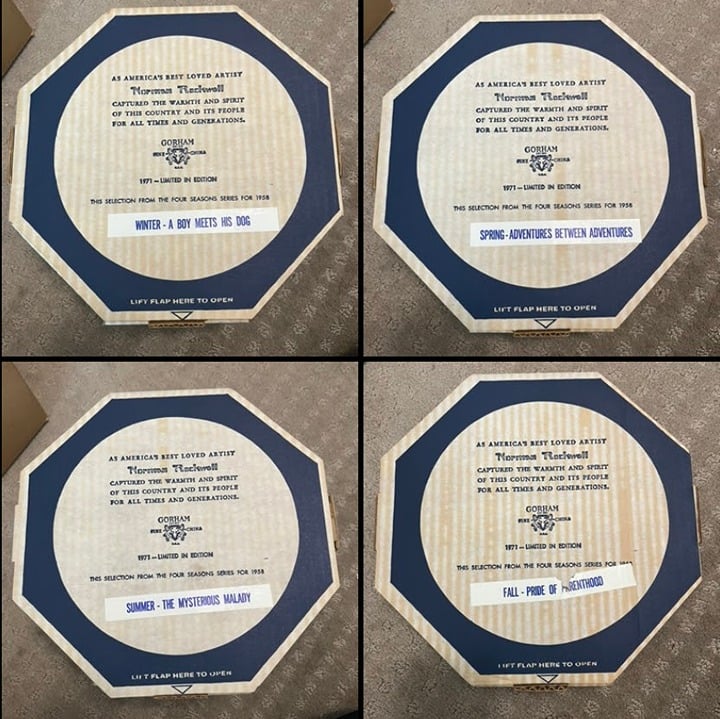 AS AMERICA'S BEST LOVED ARTIST
Norman Rockwell
CAPTURED THE WARMTH AND SPIRIT
OF THIS COUNTRY AND ITS PEOPLE
FOR ALL TIMES AND GENERATIONS.
GORHAM
FINE CHINA
1971—LIMITED IN EDITION
THIS SELECTION FROM THE FOUR SEASONS SERIES FOR 1958
WINTER - A BOY MEETS HIS DOG
LIFT FLAP HERE TO OPEN
AS AMERICA'S BEST LOVED ARTIST
Norman Rockwell
CAPTURED THE WARMTH AND SPIRIT
OF THIS COUNTRY AND ITS PEOPLE
FOR ALL TIMES AND GENERATIONS.
GORHAM
FINE CHINA
1971—LIMITED IN EDITION
THIS SELECTION FROM THE FOUR SEASONS SERIES FOR 1958
SPRING - ADVENTURES BETWEEN ADVENTURES
LIFT FLAP HERE TO OPEN
AS AMERICA'S BEST LOVED ARTIST
Norman Rockwell
CAPTURED THE WARMTH AND SPIRIT
OF THIS COUNTRY AND ITS PEOPLE
FOR ALL TIMES AND GENERATIONS.
GORHAM
FINE CHINA
1971—LIMITED IN EDITION
THIS SELECTION FROM THE FOUR SEASONS SERIES FOR 1958
SUMMER - THE MYSTERIOUS MALADY
LIFT FLAP HERE TO OPEN
AS AMERICA'S BEST LOVED ARTIST
Norman Rockwell
CAPTURED THE WARMTH AND SPIRIT
OF THIS COUNTRY AND ITS PEOPLE
FOR ALL TIMES AND GENERATIONS.
GORHAM
FINE CHINA
1971—LIMITED IN EDITION
THIS SELECTION FROM THE FOUR SEASONS SERIES FOR
FALL - PRIDE OF RENTHOOD
LIFT FLAP HERE TO OPEN